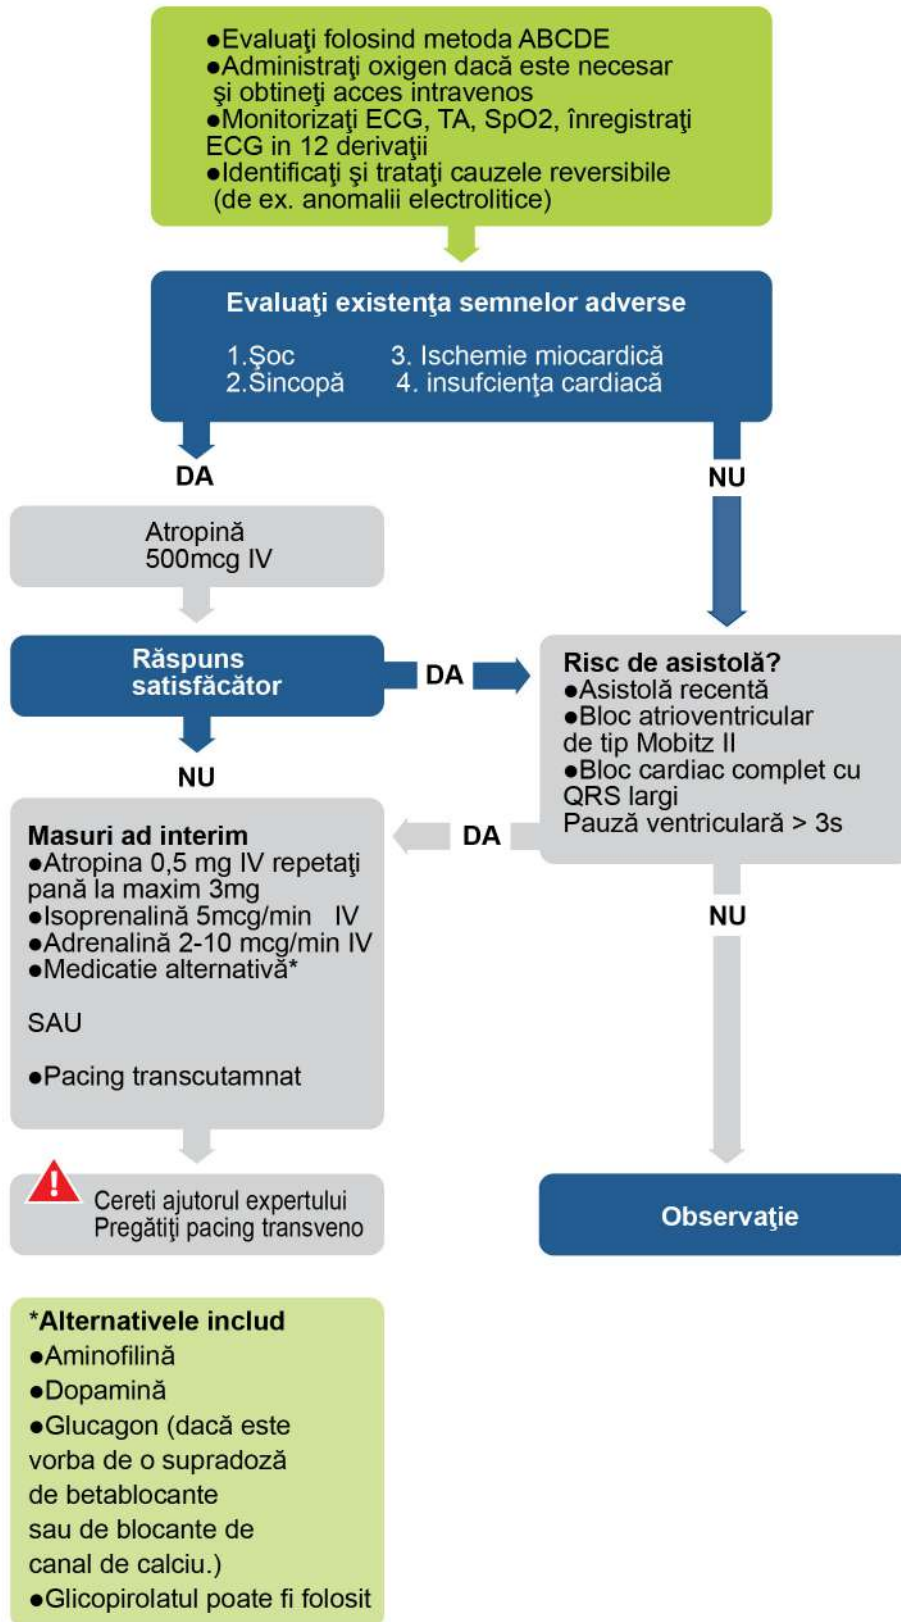 ●Evaluaţi folosind metoda ABCDE
●Administraţi oxigen dacă este necesar
şi obtineţi acces intravenos
●Monitorizaţi ECG, TA, SpO2, înregistraţi
ECG in 12 derivaţii
●Identificaţi şi trataţi cauzele reversibile
(de ex. anomalii electrolitice)
Evaluaţi existenţa semnelor adverse
1.Şoc 3. Ischemie miocardică
2.Sincopă 4. insufcienţa cardiacă
DA
NU
Atropină
500mcg IV
Răspuns
satisfăcător
DA
Risc de asistolă?
●Asistolă recentă
●Bloc atrioventricular
de tip Mobitz II
●Bloc cardiac complet cu
QRS largi
Pauză ventriculară > 3s
NU
DA
Masuri ad interim
●Atropina 0,5 mg IV repetaţi
pană la maxim 3mg
●Isoprenalină 5mcg/min IV
●Adrenalină 2-10 mcg/min IV
●Medicatie alternativă*
SAU
●Pacing transcutamnat
NU
!
Cereti ajutorul expertului
Pregătiţi pacing transveno
Observaţie
*Alternativele includ
●Aminofilină
●Dopamină
●Glucagon (dacă este
vorba de o supradoză
de betablocante
sau de blocante de
canal de calciu.)
●Glicopirolatul poate fi folosit